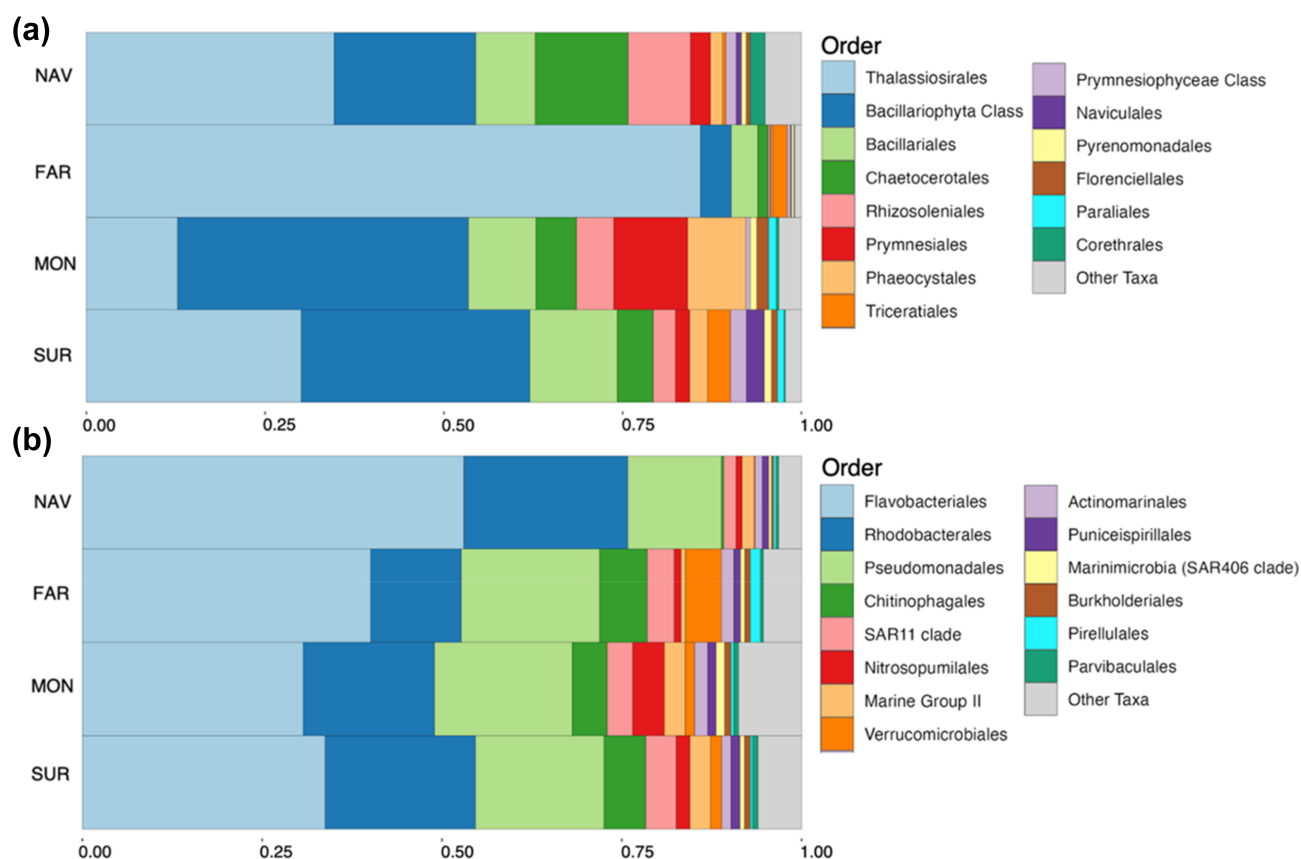 (a)
NAV
FAR
MON
SUR
0.00 0.25 0.50 0.75 1.00
Order
Thalassiosirales
Bacillariophyta Class
Bacillariales
Chaetocerotales
Rhizosoleniales
Prymnesiales
Phaeocystales
Triceratiales
Prymnesiophyceae Class
Naviculales
Pyrenomonadales
Florenciellales
Paraliales
Corethrales
Other Taxa
(b)
NAV
FAR
MON
SUR
0.00 0.25 0.50 0.75 1.00
Order
Flavobacteriales
Rhodobacterales
Pseudomonadales
Chitinophagales
SAR11 clade
Nitrosopumilales
Marine Group II
Verrucomicrobiales
Actinomarinales
Puniceispirillales
Marinimicrobia (SAR406 clade)
Burkholderiales
Pirellulales
Parvibaculales
Other Taxa